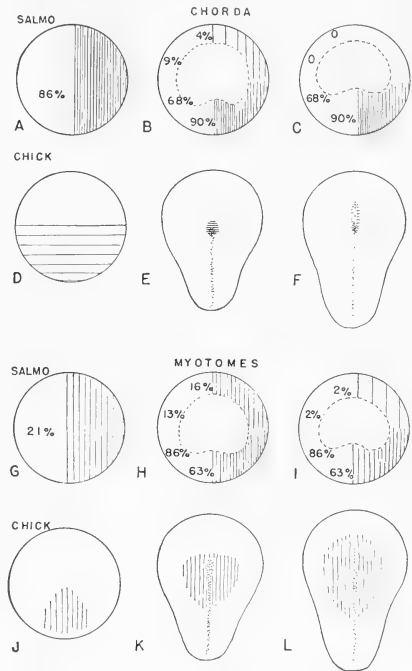 CHORDA
SALMO
86%
A
4%
9%
68%
90%
B
0
0
68%
90%
C
CHICK
D
E
F
MYOTOMES
SALMO
21%
G
16%
13%
86%
63%
H
2%
2%
86%
63%
I
CHICK
J
K
L